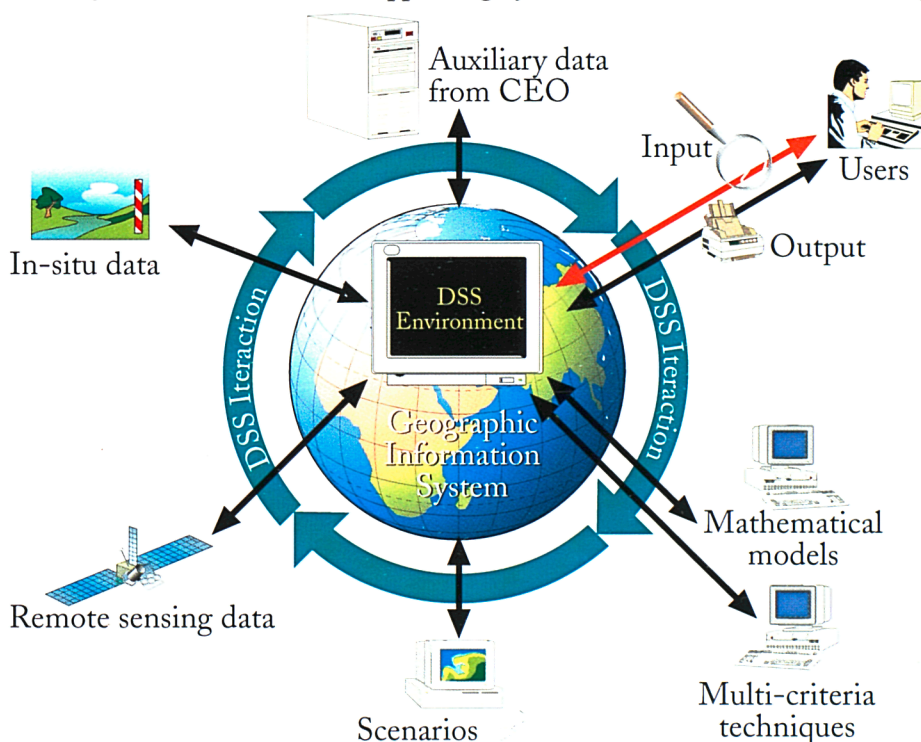 Auxiliary data
from CEO
Input
Users
In-situ data
Output
DSS
Environment
DSS Iteraction
DSS Iteraction
Geographic
Information
System
Mathematical
models
Remote sensing data
Scenarios
Multi-criteria
techniques